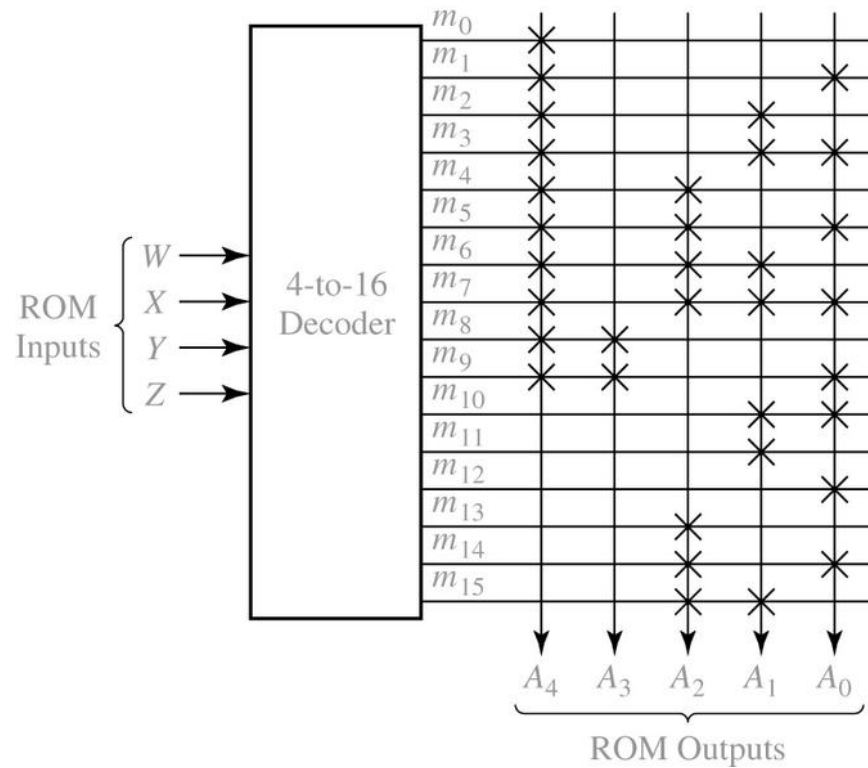 m₀
m₁
m₂
m₃
m₄
m₅
m₆
m₇
m₈
m₉
m₁₀
m₁₁
m₁₂
m₁₃
m₁₄
m₁₅
ROM
Inputs
W
X
Y
Z
4-to-16
Decoder
A₄ A₃ A₂ A₁ A₀
ROM Outputs